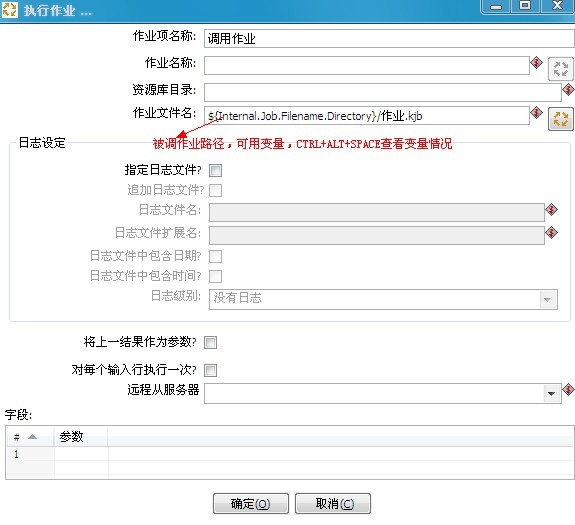 执行作业 ...
作业项名称: 调用作业
作业名称:
资源库目录:
作业文件名: ${Internal.Job.Filename.Directory}/作业.kjb
日志设定
被调作业路径，可用变量，CTRL+ALT+SPACE查看变量情况
指定日志文件?
追加日志文件?
日志文件名:
日志文件扩展名:
日志文件中包含日期?
日志文件中包含时间?
日志级别: 没有日志
将上一结果作为参数?
对每个输入行执行一次?
远程从服务器
字段:
# 参数
1
确定(O) 取消(C)